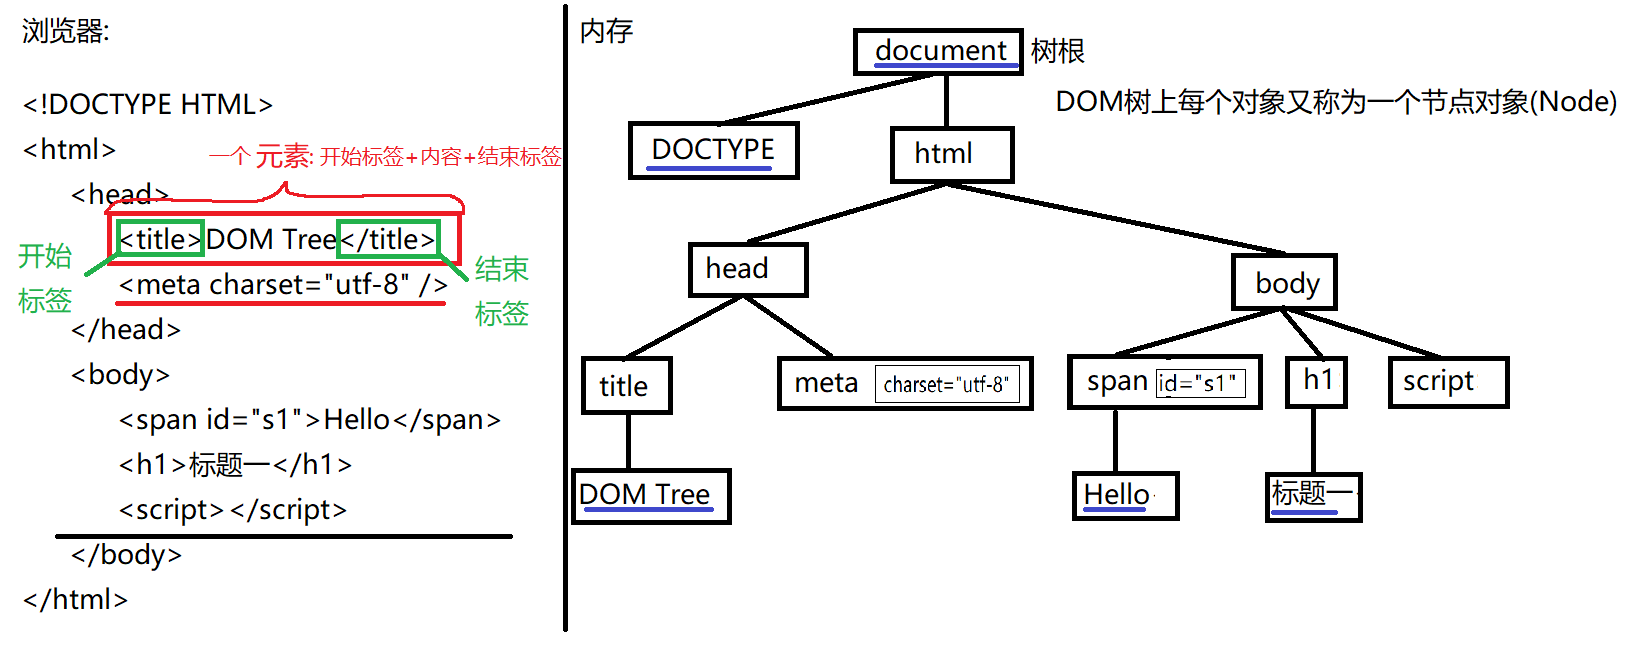 浏览器:
<!DOCTYPE HTML>
<html>
一个 元素: 开始标签+内容+结束标签
<head>
<title>DOM Tree</title>
开始
标签
结束
标签
<meta charset="utf-8" />
</head>
<body>
<span id="s1">Hello</span>
<h1>标题一</h1>
<script></script>
</body>
</html>
内存
document 树根
DOM树上每个对象又称为一个节点对象(Node)
DOCTYPE
html
head
body
title
meta charset="utf-8"
span id="s1"
h1
script
DOM Tree
Hello
标题一